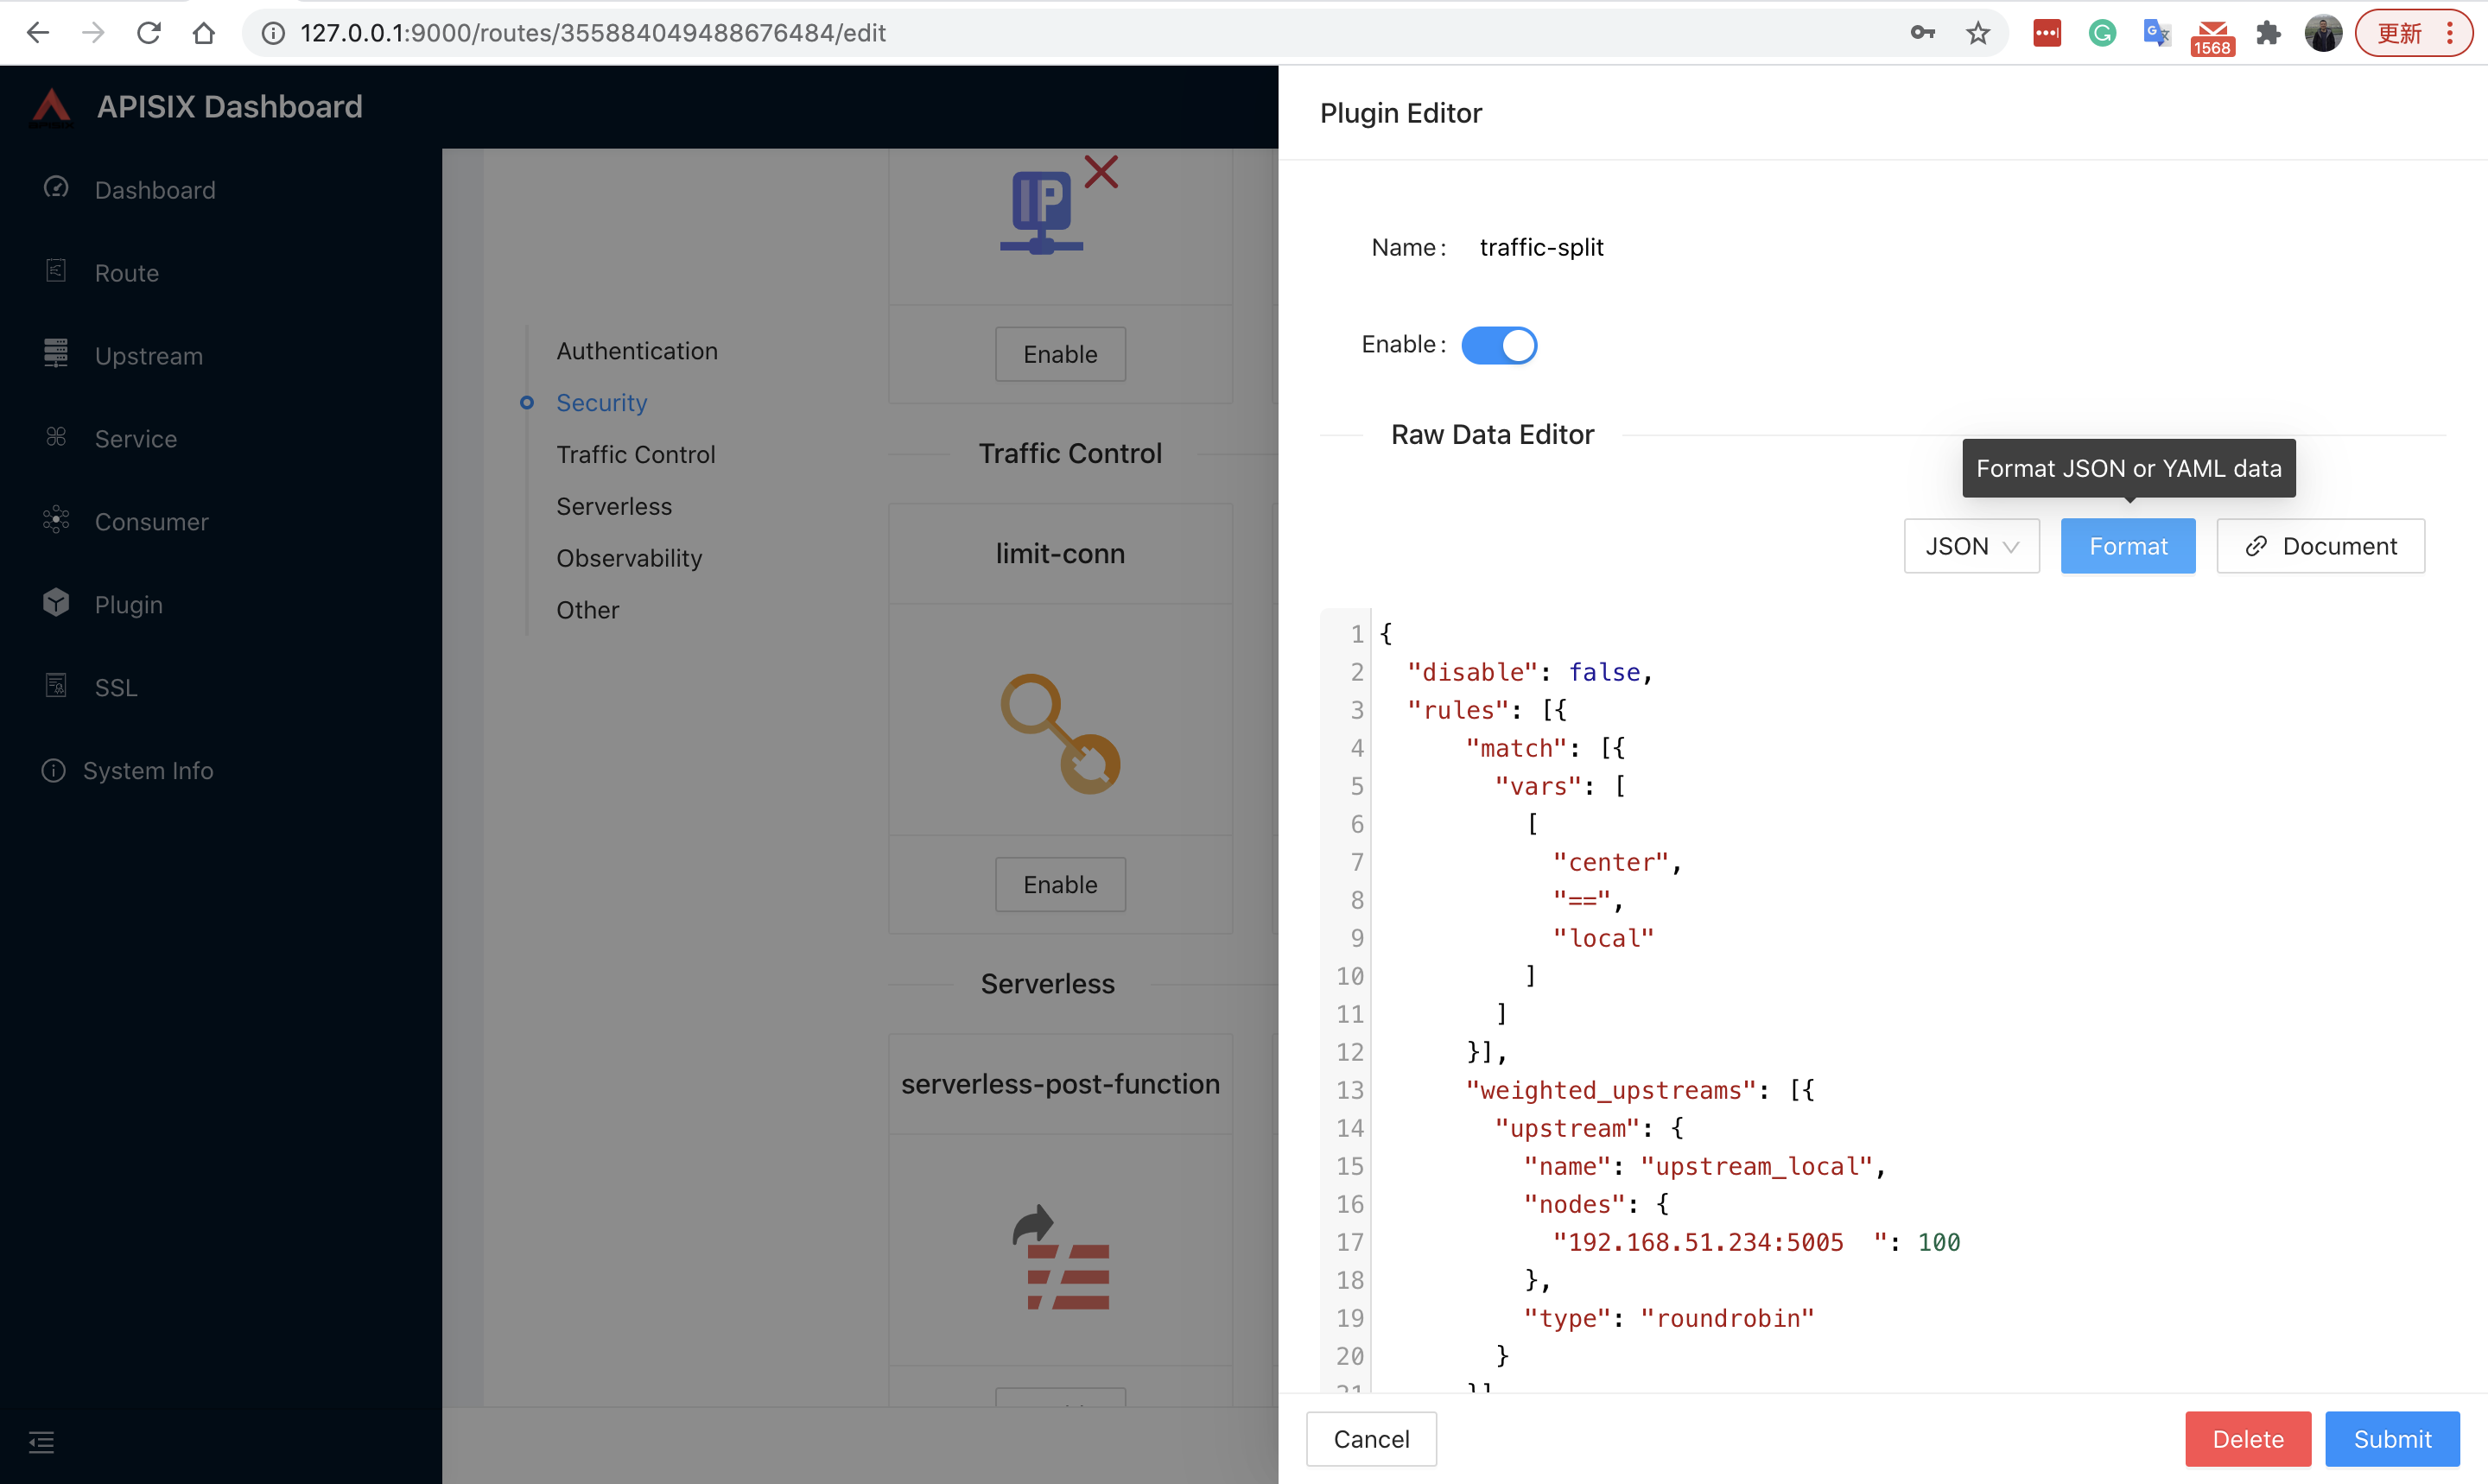 127.0.0.1:9000/routes/355884049488676484/edit
1568
更新
APISIX Dashboard
Dashboard
Route
Upstream
Service
Consumer
Plugin
SSL
System Info
Authentication
Security
Traffic Control
Serverless
Observability
Other
Enable
Traffic Control
limit-conn
Enable
Serverless
serverless-post-function
Plugin Editor
Name: traffic-split
Enable:
Raw Data Editor
Format JSON or YAML data
JSON Format Document
1 {
2 "disable": false,
3 "rules": [{
4 "match": [{
5 "vars": [
6 [
7 "center",
8 "==",
9 "local"
10 ]
11 ]
12 }],
13 "weighted_upstreams": [{
14 "upstream": {
15 "name": "upstream_local",
16 "nodes": {
17 "192.168.51.234:5005  ": 100
18 },
19 "type": "roundrobin"
20 }
21 }]
Cancel Delete Submit